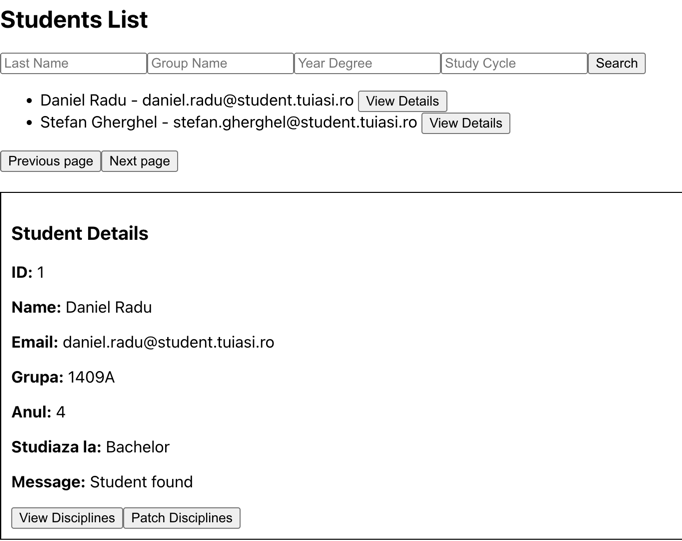 Students List
Last Name Group Name Year Degree Study Cycle Search
• Daniel Radu - daniel.radu@student.tuiasi.ro View Details
• Stefan Gherghel - stefan.gherghel@student.tuiasi.ro View Details
Previous page Next page
Student Details
ID: 1
Name: Daniel Radu
Email: daniel.radu@student.tuiasi.ro
Grupa: 1409A
Anul: 4
Studiaza la: Bachelor
Message: Student found
View Disciplines Patch Disciplines